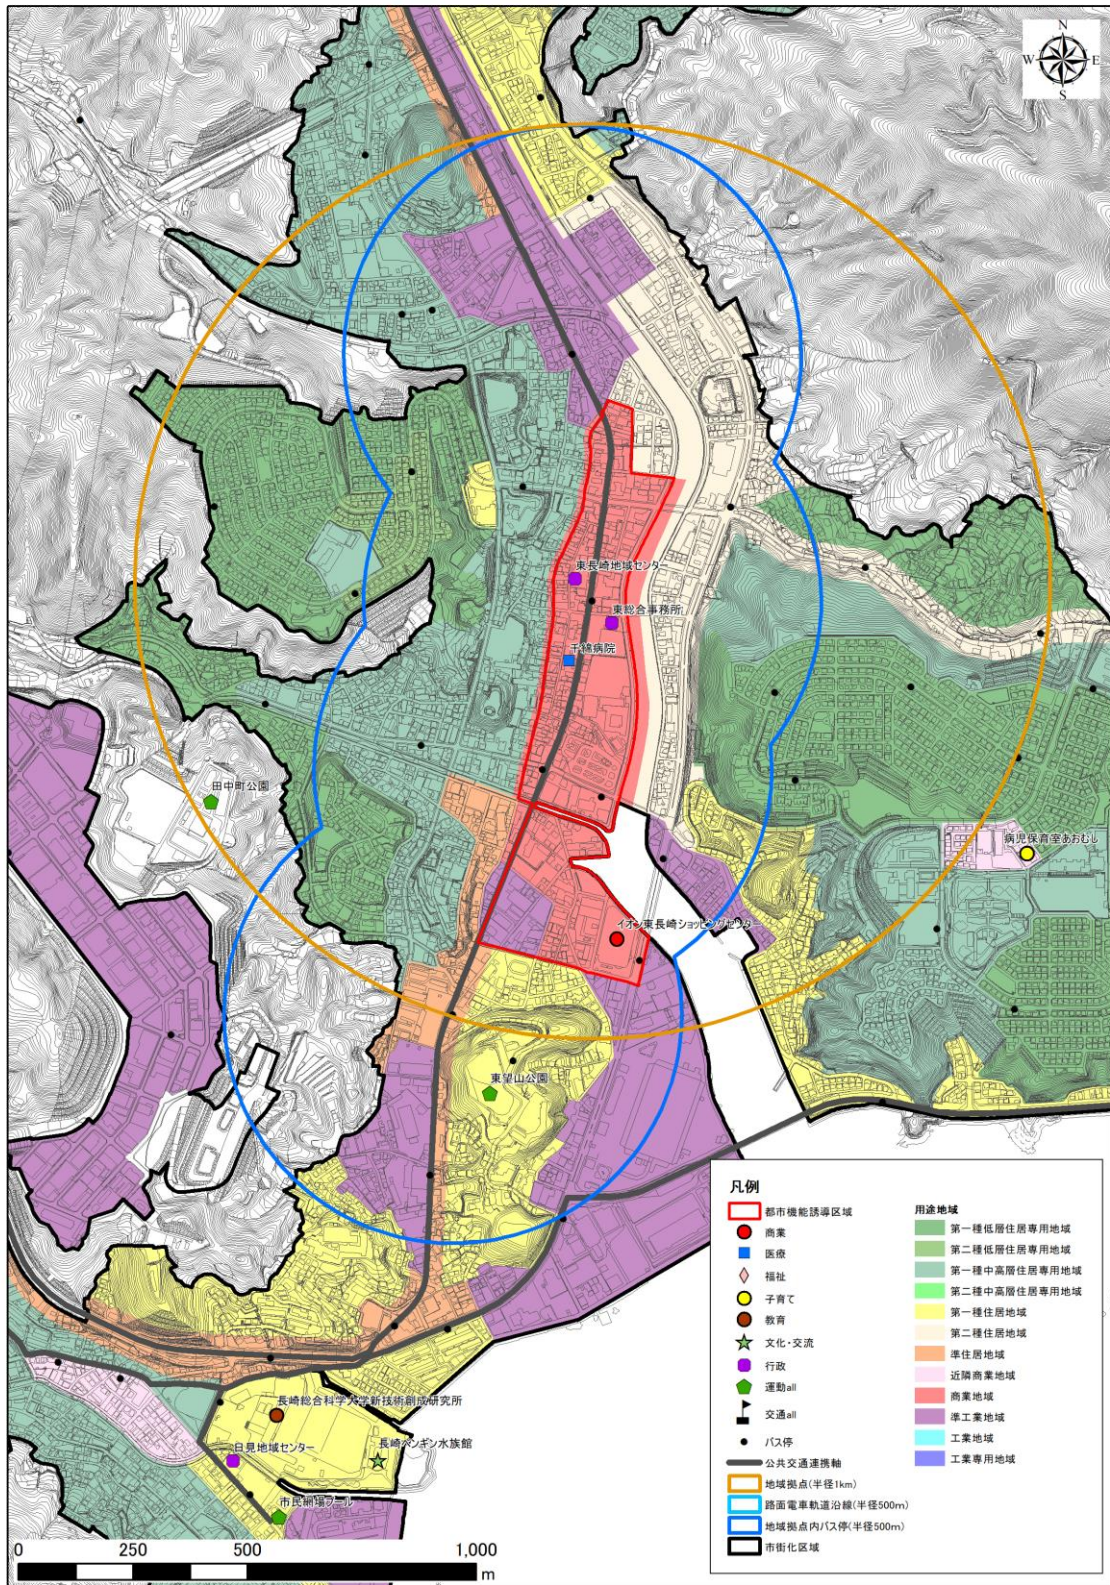 N
W E
S
東長崎地域センター
東総合事務所
千綿病院
田中町公園
病児保育室あおむし
イオン東長崎ショッピングセンター
東望山公園
長崎総合科学大学新技術創成研究所
日見地域センター
長崎ペンギン水族館
市民網場プール
0 250 500 1,000
m
凡例
都市機能誘導区域
商業
医療
福祉
子育て
教育
文化・交流
行政
運動all
交通all
バス停
公共交通連携軸
地域拠点(半径1km)
路面電車軌道沿線(半径500m)
地域拠点内バス停(半径500m)
市街化区域
用途地域
第一種低層住居専用地域
第二種低層住居専用地域
第一種中高層住居専用地域
第二種中高層住居専用地域
第一種住居地域
第二種住居地域
準住居地域
近隣商業地域
商業地域
準工業地域
工業地域
工業専用地域